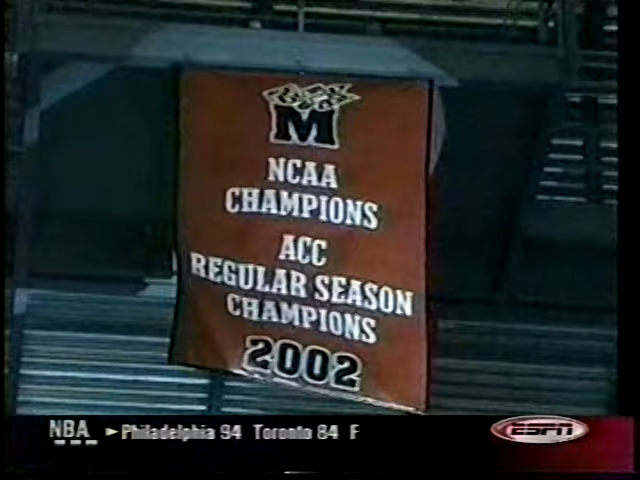 M
NCAA
CHAMPIONS
ACC
REGULAR SEASON
CHAMPIONS
2002
NBA Philadelphia 94 Toronto 84 F
ESPN